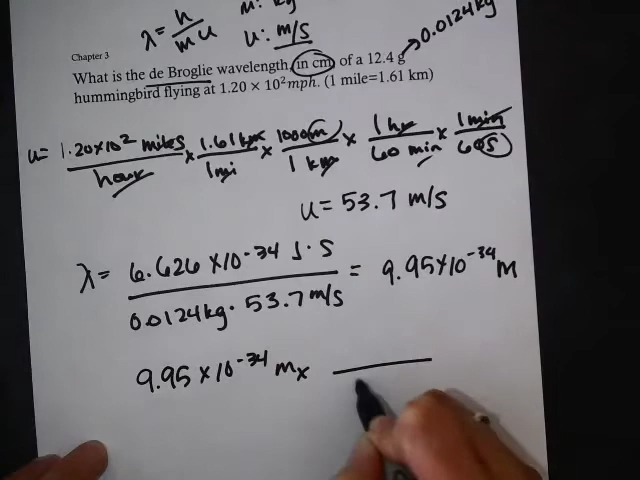 λ = h / m u
m: kg
u: m/s
0.0124 kg
Chapter 3
What is the de Broglie wavelength, in cm, of a 12.4 g
hummingbird flying at 1.20 × 10² mph. (1 mile=1.61 km)
u = 1.20×10² miles / hour × 1.61 km / 1 mi × 1000 m / 1 km × 1 hr / 60 min × 1 min / 60 s
u = 53.7 m/s
λ = 6.626 × 10⁻³⁴ J·s / 0.0124 kg · 53.7 m/s = 9.95×10⁻³⁴ m
9.95 × 10⁻³⁴ m ×